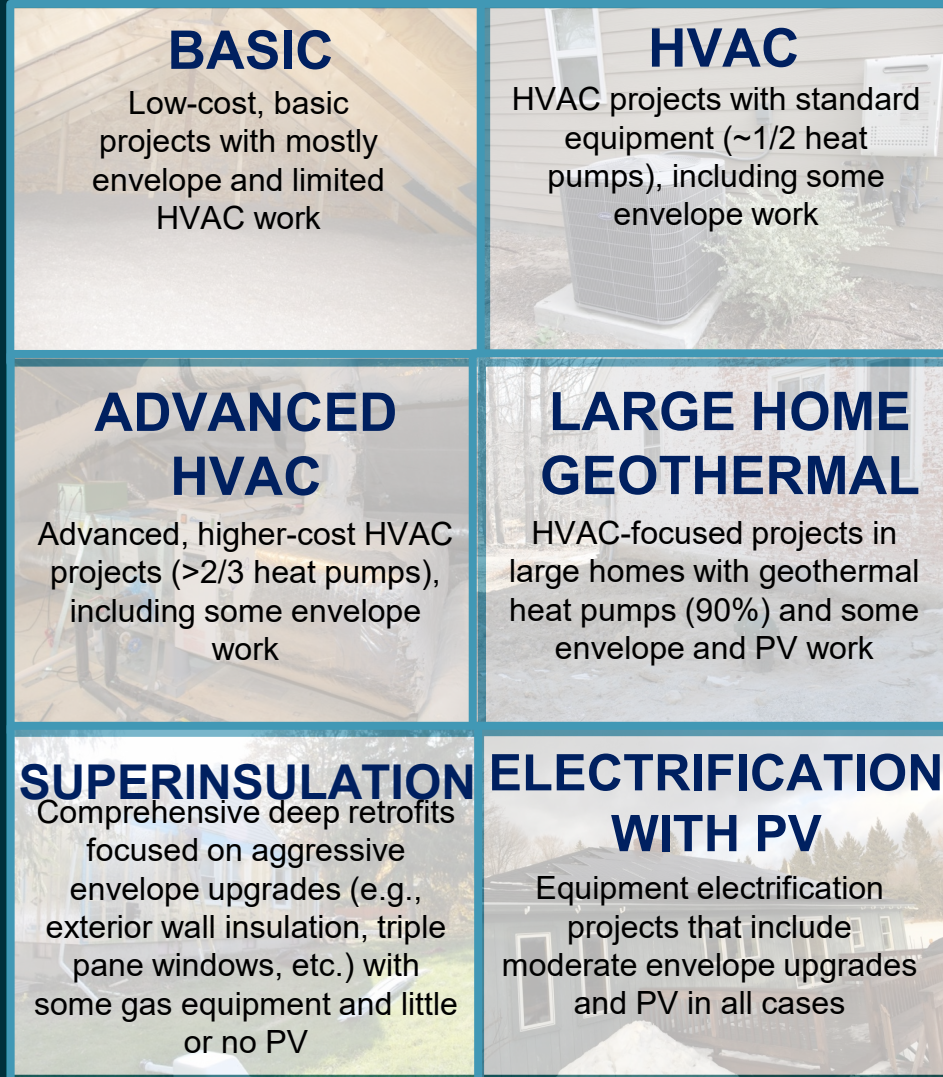 BASIC
Low-cost, basic
projects with mostly
envelope and limited
HVAC work
HVAC
HVAC projects with standard
equipment (~1/2 heat
pumps), including some
envelope work
ADVANCED
HVAC
Advanced, higher-cost HVAC
projects (>2/3 heat pumps),
including some envelope
work
LARGE HOME
GEOTHERMAL
HVAC-focused projects in
large homes with geothermal
heat pumps (90%) and some
envelope and PV work
SUPERINSULATION
Comprehensive deep retrofits
focused on aggressive
envelope upgrades (e.g.,
exterior wall insulation, triple
pane windows, etc.) with
some gas equipment and little
or no PV
ELECTRIFICATION
WITH PV
Equipment electrification
projects that include
moderate envelope upgrades
and PV in all cases